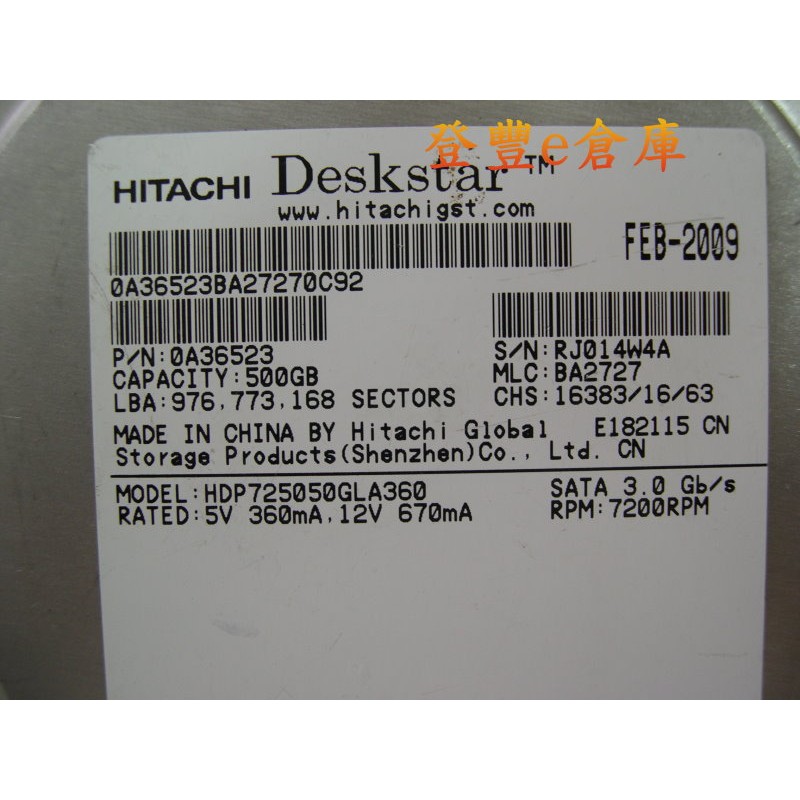 登豐e倉庫
HITACHI Deskstar™
www.hitachigst.com
FEB-2009
0A36523BA27270C92
P/N:0A36523
S/N:RJ014W4A
CAPACITY:500GB
MLC:BA2727
LBA:976,773,168 SECTORS
CHS:16383/16/63
MADE IN CHINA BY Hitachi Global
E182115 CN
Storage Products(Shenzhen)Co., Ltd. CN
MODEL:HDP725050GLA360
SATA 3.0 Gb/s
RATED:5V 360mA,12V 670mA
RPM:7200RPM